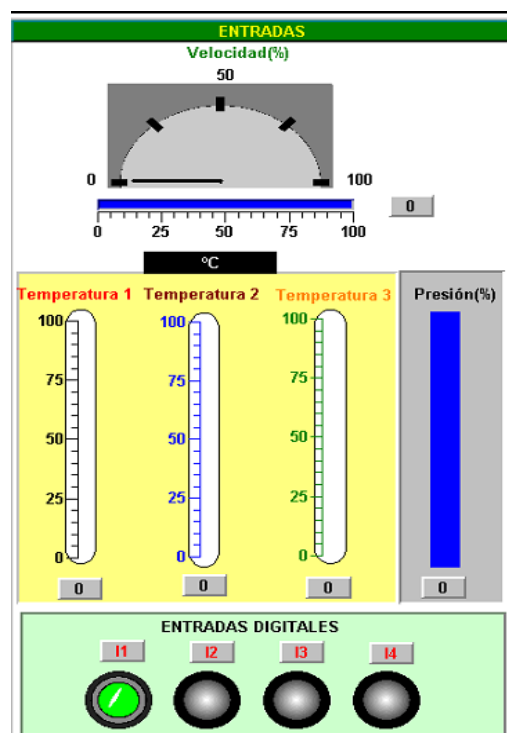 ENTRADAS
Velocidad(%)
50
0 100
0
0 25 50 75 100
ºC
Temperatura 1 Temperatura 2 Temperatura 3 Presión(%)
100 100 100
75 75 75
50 50 50
25 25 25
0 0 0
0 0 0 0
ENTRADAS DIGITALES
I1 I2 I3 I4